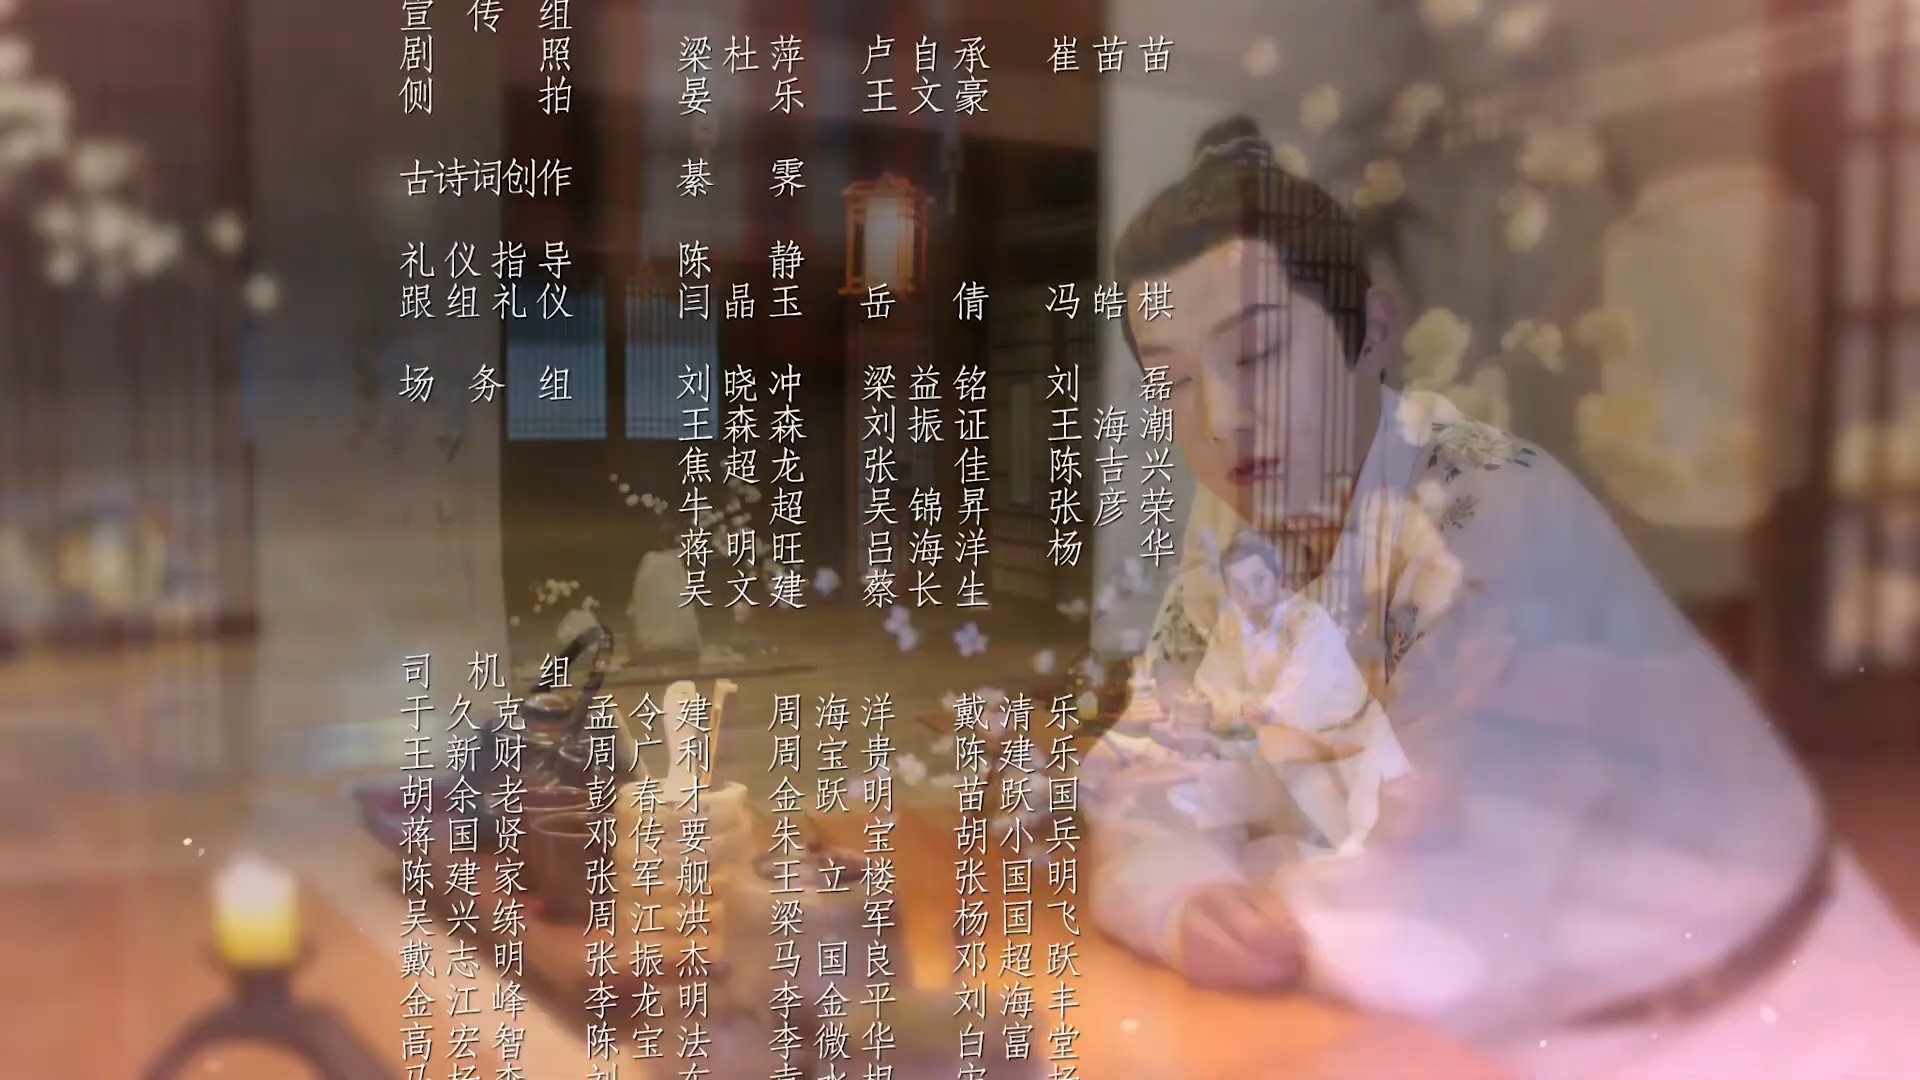 宣传组
剧照 梁杜萍 卢自承 崔苗苗
侧拍 晏乐 王文豪
古诗词创作 綦霁
礼仪指导 陈静
跟组礼仪 闫晶玉 岳倩 冯皓棋
场务组 刘晓冲 梁益铭 刘磊
王森森 刘振证 王海潮
焦超龙 张佳 陈吉兴
牛超 吴锦昇 张彦荣
蒋明旺 吕海洋 杨华
吴文建 蔡长生
司机组
于久克 孟令建 周海洋 戴清乐
王新财 周广利 周宝贵 陈建乐
胡余老 彭春才 金跃明 苗跃国
蒋国贤 邓传要 朱宝 胡小兵
陈建家 张军舰 王立楼 张国明
吴兴练 周江洪 梁军 杨国飞
戴志明 张振杰 马国良 邓超跃
金江峰 李龙明 李金平 刘海丰
高宏智 陈宝法 李微华 白富堂